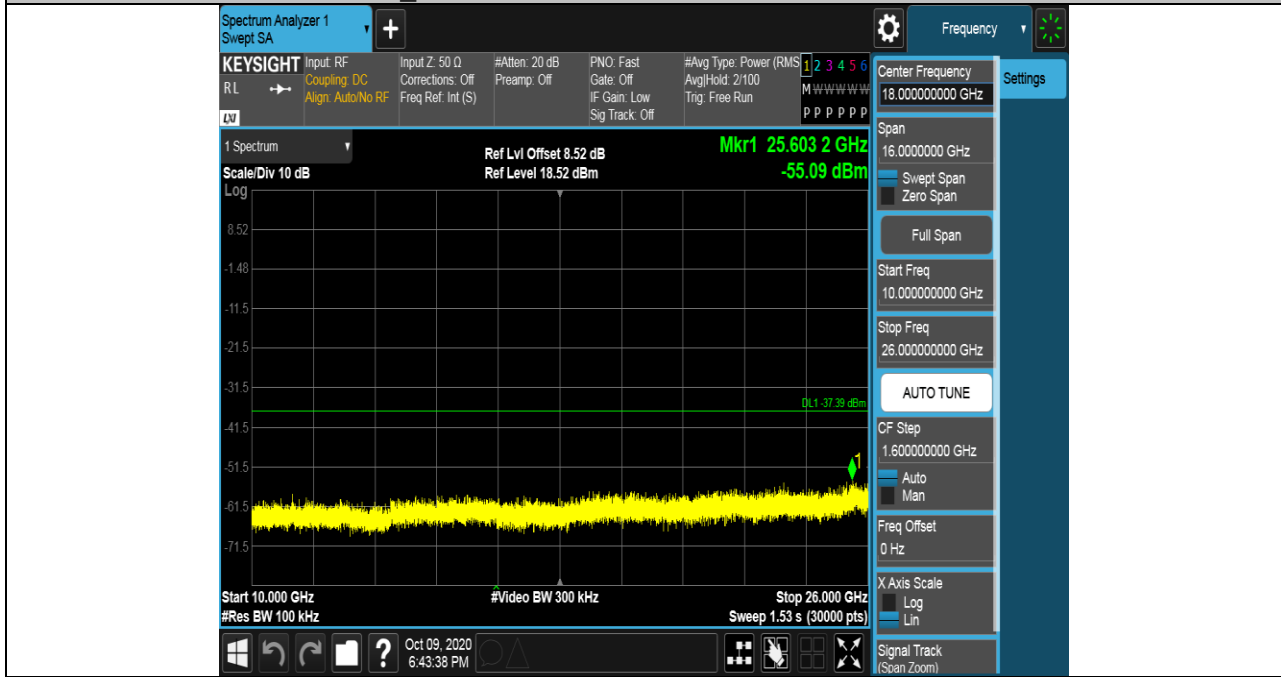 Spectrum Analyzer 1
Swept SA
+
Frequency
KEYSIGHT
RL
LXI
Input: RF
Coupling: DC
Align: Auto/No RF
Input Z: 50 Ω
Corrections: Off
Freq Ref: Int (S)
#Atten: 20 dB
Preamp: Off
PNO: Fast
Gate: Off
IF Gain: Low
Sig Track: Off
#Avg Type: Power (RMS
Avg|Hold: 2/100
Trig: Free Run
1 2 3 4 5 6
M W W W W W
P P P P P P
Center Frequency
18.000000000 GHz
Settings
Span
16.0000000 GHz
Swept Span
Zero Span
Full Span
Start Freq
10.000000000 GHz
Stop Freq
26.000000000 GHz
AUTO TUNE
CF Step
1.600000000 GHz
Auto
Man
Freq Offset
0 Hz
X Axis Scale
Log
Lin
Signal Track
(Span Zoom)
1 Spectrum
Scale/Div 10 dB
Ref Lvl Offset 8.52 dB
Ref Level 18.52 dBm
Mkr1 25.603 2 GHz
-55.09 dBm
Log
8.52
-1.48
-11.5
-21.5
-31.5
DL1 -37.39 dBm
-41.5
-51.5
1
-61.5
-71.5
Start 10.000 GHz
#Video BW 300 kHz
Stop 26.000 GHz
#Res BW 100 kHz
Sweep 1.53 s (30000 pts)
?
Oct 09, 2020
6:43:38 PM